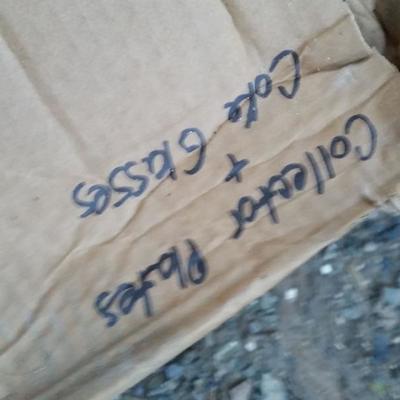 Collector Plates
+
Coke Glasses